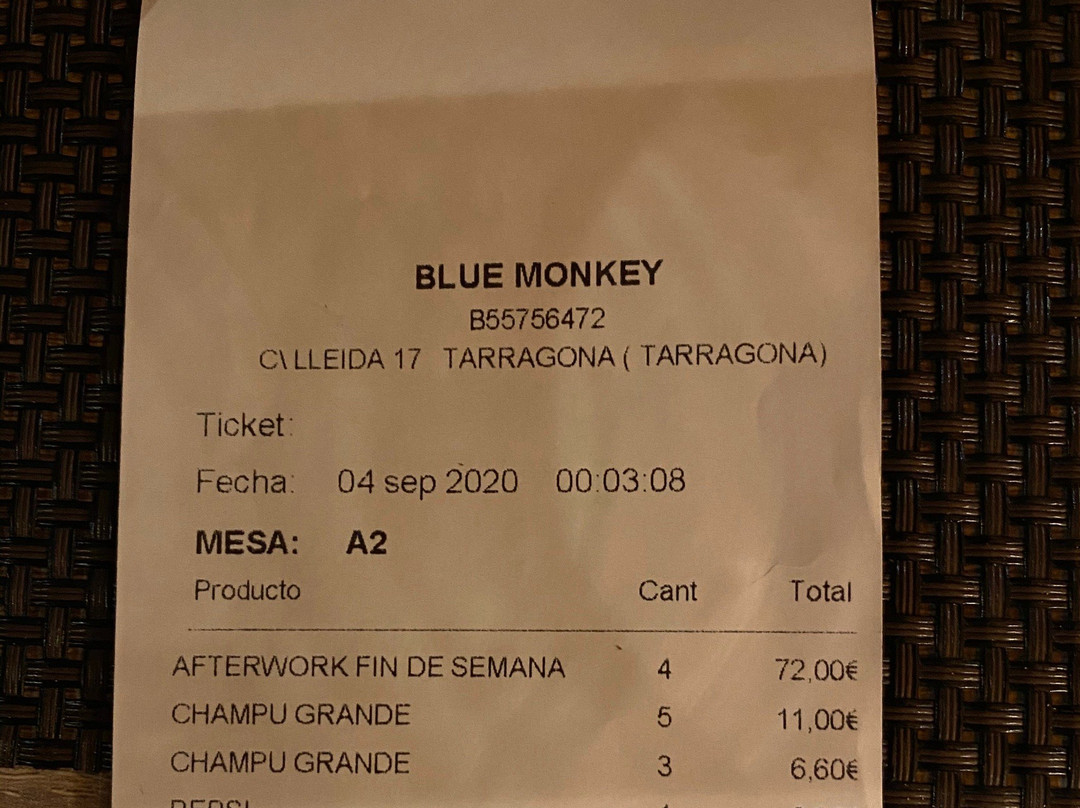 BLUE MONKEY
B55756472
C\ LLEIDA 17 TARRAGONA ( TARRAGONA)
Ticket:
Fecha: 04 sep 2020 00:03:08
MESA: A2
Producto Cant Total
AFTERWORK FIN DE SEMANA 4 72,00€
CHAMPU GRANDE 5 11,00€
CHAMPU GRANDE 3 6,60€
PEPSI